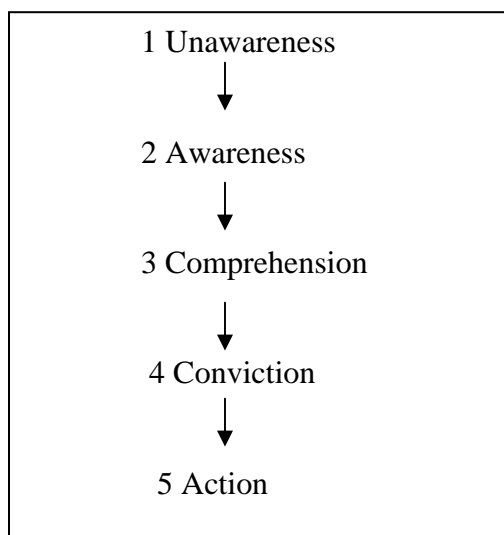 1 Unawareness
2 Awareness
3 Comprehension
4 Conviction
5 Action